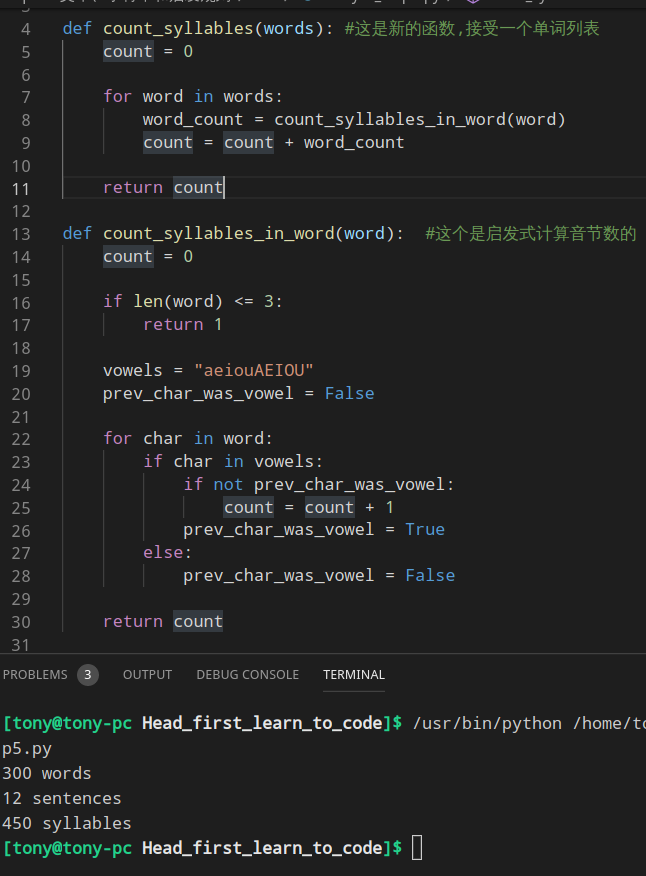 4 def count_syllables(words): #这是新的函数,接受一个单词列表
5 count = 0
6
7 for word in words:
8 word_count = count_syllables_in_word(word)
9 count = count + word_count
10
11 return count
12
13 def count_syllables_in_word(word): #这个是启发式计算音节数的
14 count = 0
15
16 if len(word) <= 3:
17 return 1
18
19 vowels = "aeiouAEIOU"
20 prev_char_was_vowel = False
21
22 for char in word:
23 if char in vowels:
24 if not prev_char_was_vowel:
25 count = count + 1
26 prev_char_was_vowel = True
27 else:
28 prev_char_was_vowel = False
29
30 return count
31
PROBLEMS 3 OUTPUT DEBUG CONSOLE TERMINAL
[tony@tony-pc Head_first_learn_to_code]$ /usr/bin/python /home/to
p5.py
300 words
12 sentences
450 syllables
[tony@tony-pc Head_first_learn_to_code]$